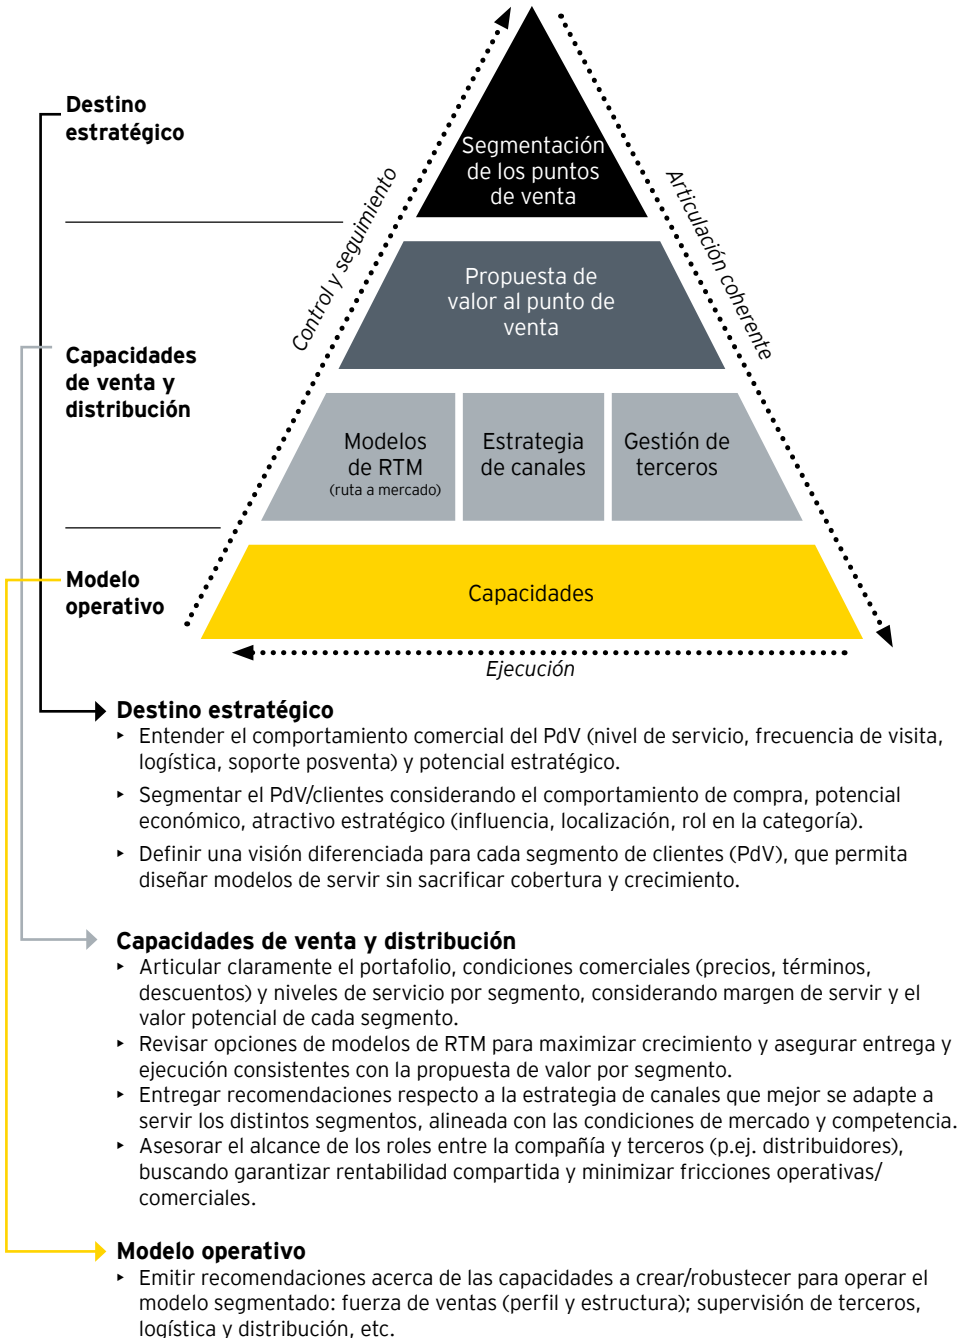 Destino
estratégico
Segmentación
de los puntos
de venta
Control y seguimiento
Articulación coherente
Propuesta de
valor al punto de
venta
Capacidades
de venta y
distribución
Modelos
de RTM
(ruta a mercado)
Estrategia
de canales
Gestión de
terceros
Modelo
operativo
Capacidades
Ejecución
Destino estratégico
‣ Entender el comportamiento comercial del PdV (nivel de servicio, frecuencia de visita,
logística, soporte posventa) y potencial estratégico.
‣ Segmentar el PdV/clientes considerando el comportamiento de compra, potencial
económico, atractivo estratégico (influencia, localización, rol en la categoría).
‣ Definir una visión diferenciada para cada segmento de clientes (PdV), que permita
diseñar modelos de servir sin sacrificar cobertura y crecimiento.
Capacidades de venta y distribución
‣ Articular claramente el portafolio, condiciones comerciales (precios, términos,
descuentos) y niveles de servicio por segmento, considerando margen de servir y el
valor potencial de cada segmento.
‣ Revisar opciones de modelos de RTM para maximizar crecimiento y asegurar entrega y
ejecución consistentes con la propuesta de valor por segmento.
‣ Entregar recomendaciones respecto a la estrategia de canales que mejor se adapte a
servir los distintos segmentos, alineada con las condiciones de mercado y competencia.
‣ Asesorar el alcance de los roles entre la compañía y terceros (p.ej. distribuidores),
buscando garantizar rentabilidad compartida y minimizar fricciones operativas/
comerciales.
Modelo operativo
‣ Emitir recomendaciones acerca de las capacidades a crear/robustecer para operar el
modelo segmentado: fuerza de ventas (perfil y estructura); supervisión de terceros,
logística y distribución, etc.